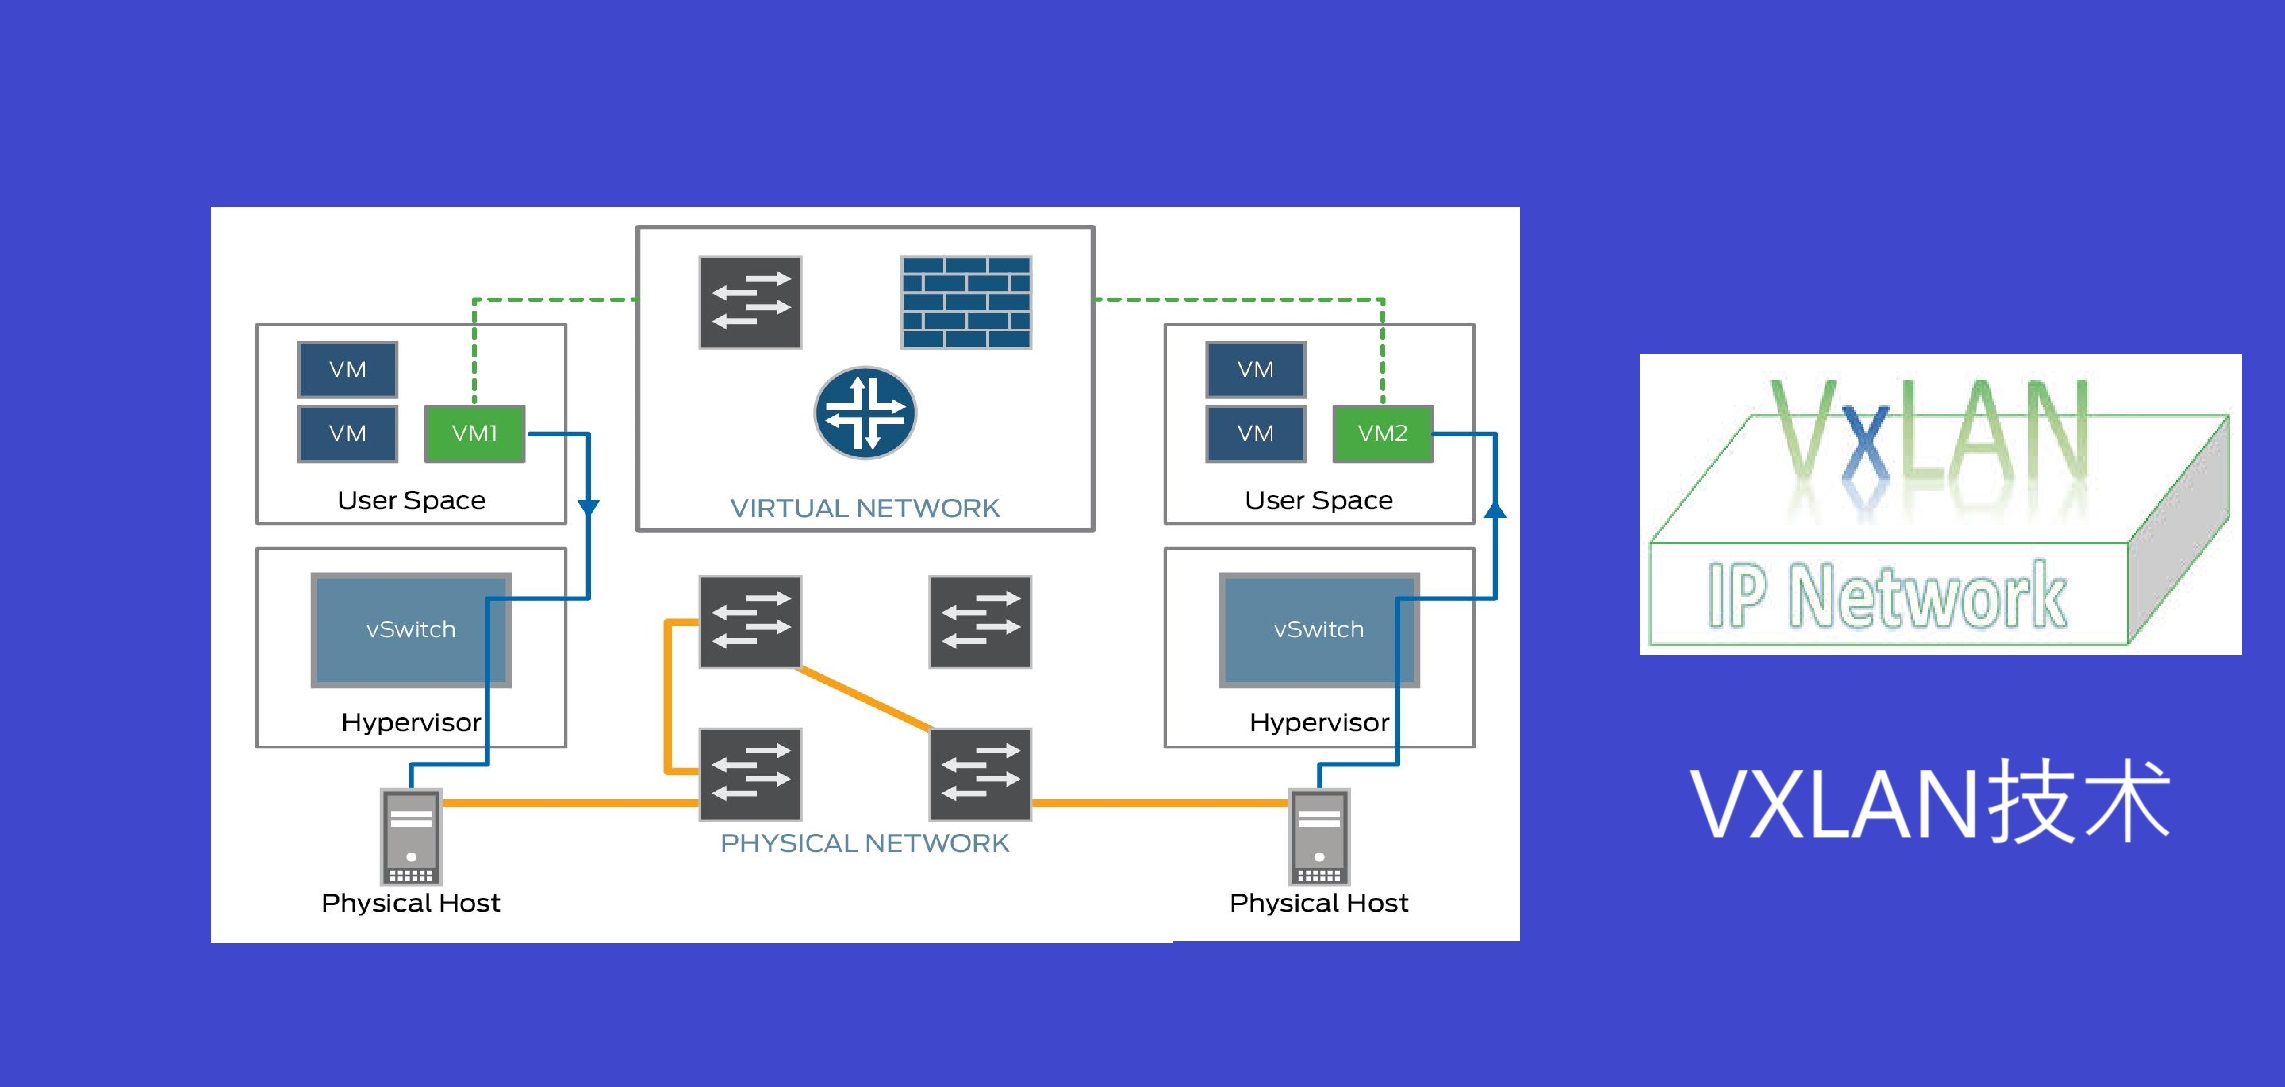 VM
VM
VM1
User Space
vSwitch
Hypervisor
Physical Host
VIRTUAL NETWORK
PHYSICAL NETWORK
VM
VM
VM2
User Space
vSwitch
Hypervisor
Physical Host
VxLAN
IP Network
VXLAN技术